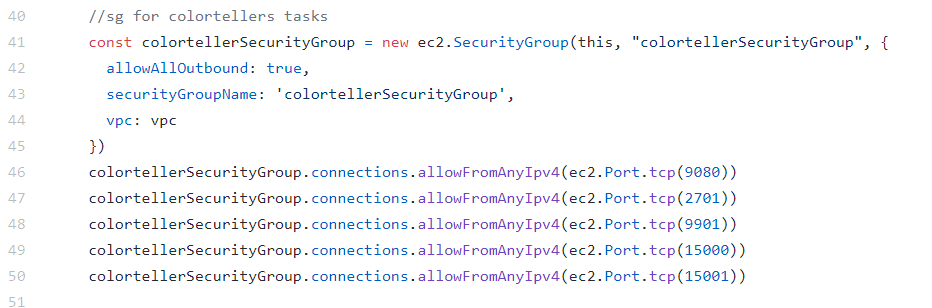 40 //sg for colortellers tasks
41 const colortellerSecurityGroup = new ec2.SecurityGroup(this, "colortellerSecurityGroup", {
42 allowAllOutbound: true,
43 securityGroupName: 'colortellerSecurityGroup',
44 vpc: vpc
45 })
46 colortellerSecurityGroup.connections.allowFromAnyIpv4(ec2.Port.tcp(9080))
47 colortellerSecurityGroup.connections.allowFromAnyIpv4(ec2.Port.tcp(2701))
48 colortellerSecurityGroup.connections.allowFromAnyIpv4(ec2.Port.tcp(9901))
49 colortellerSecurityGroup.connections.allowFromAnyIpv4(ec2.Port.tcp(15000))
50 colortellerSecurityGroup.connections.allowFromAnyIpv4(ec2.Port.tcp(15001))
51